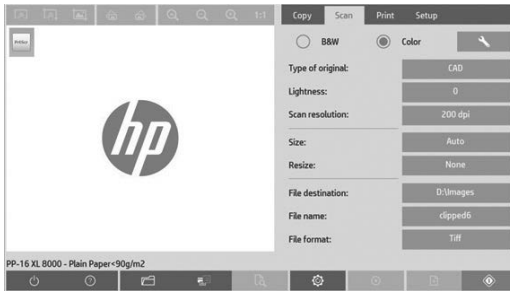 1:1
Copy Scan Print Setup
Printer
B&W Color
Type of original: CAD
Lightness: 0
Scan resolution: 200 dpi
hp
Size: Auto
Resize: None
File destination: D:\Images
File name: clipped6
File format: Tiff
PP-16 XL 8000 - Plain Paper<90g/m2